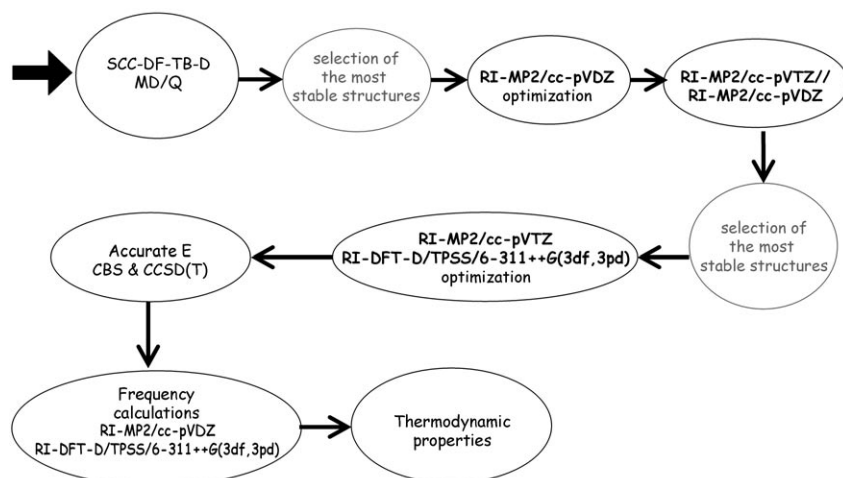 SCC-DF-TB-D
MD/Q
selection of
the most
stable structures
RI-MP2/cc-pVDZ
optimization
RI-MP2/cc-pVTZ//
RI-MP2/cc-pVDZ
selection of
the most
stable structures
RI-MP2/cc-pVTZ
RI-DFT-D/TPSS/6-311++G(3df,3pd)
optimization
Accurate E
CBS & CCSD(T)
Frequency
calculations
RI-MP2/cc-pVDZ
RI-DFT-D/TPSS/6-311++G(3df,3pd)
Thermodynamic
properties